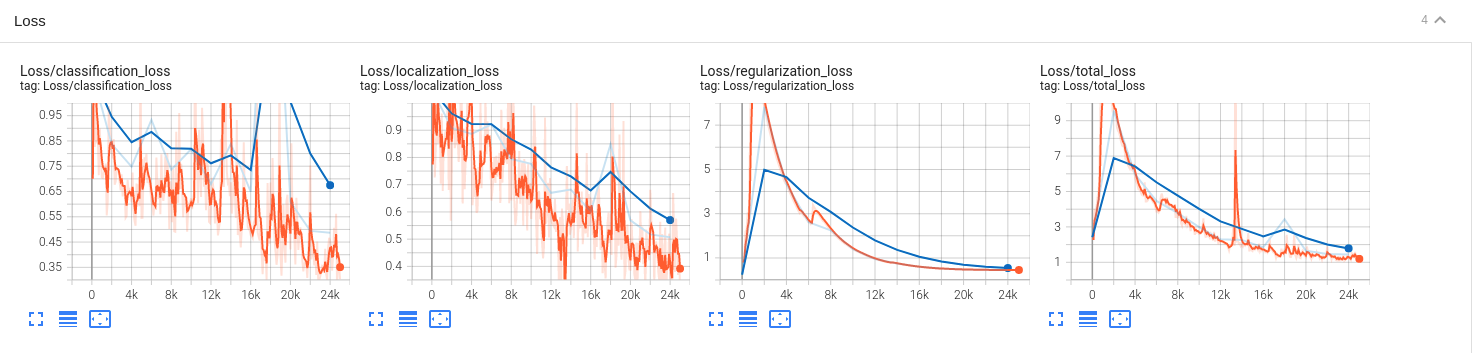 Loss
4
Loss/classification_loss
tag: Loss/classification_loss
0.95
0.85
0.75
0.65
0.55
0.45
0.35
0 4k 8k 12k 16k 20k 24k
Loss/localization_loss
tag: Loss/localization_loss
0.9
0.8
0.7
0.6
0.5
0.4
0 4k 8k 12k 16k 20k 24k
Loss/regularization_loss
tag: Loss/regularization_loss
7
5
3
1
0 4k 8k 12k 16k 20k 24k
Loss/total_loss
tag: Loss/total_loss
9
7
5
3
1
0 4k 8k 12k 16k 20k 24k